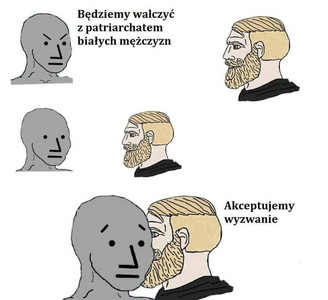 Będziemy walczyć
z patriarchatem
białych mężczyzn
Akceptujemy
wyzwanie